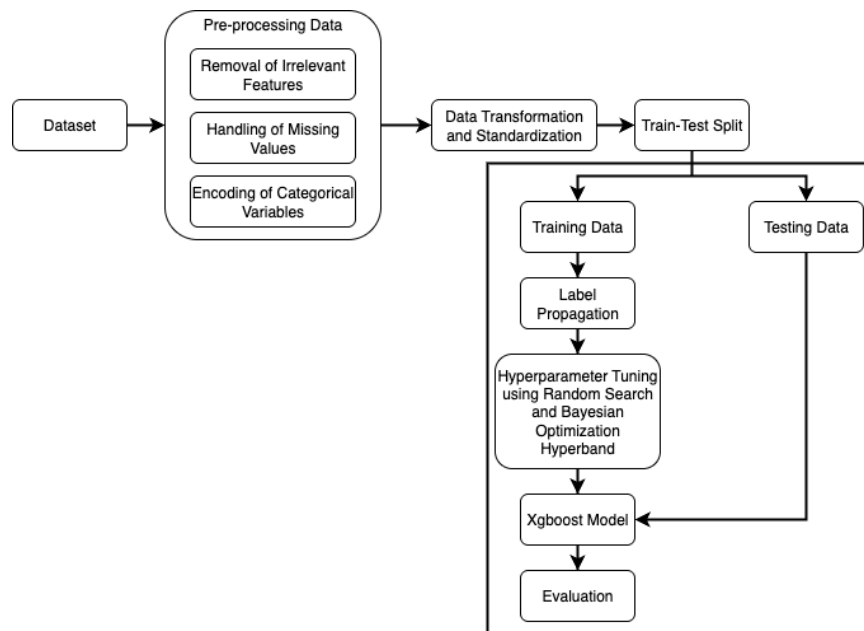 Pre-processing Data
Removal of Irrelevant
Features
Dataset
Handling of Missing
Values
Encoding of Categorical
Variables
Data Transformation
and Standardization
Train-Test Split
Training Data
Testing Data
Label
Propagation
Hyperparameter Tuning
using Random Search
and Bayesian
Optimization
Hyperband
Xgboost Model
Evaluation